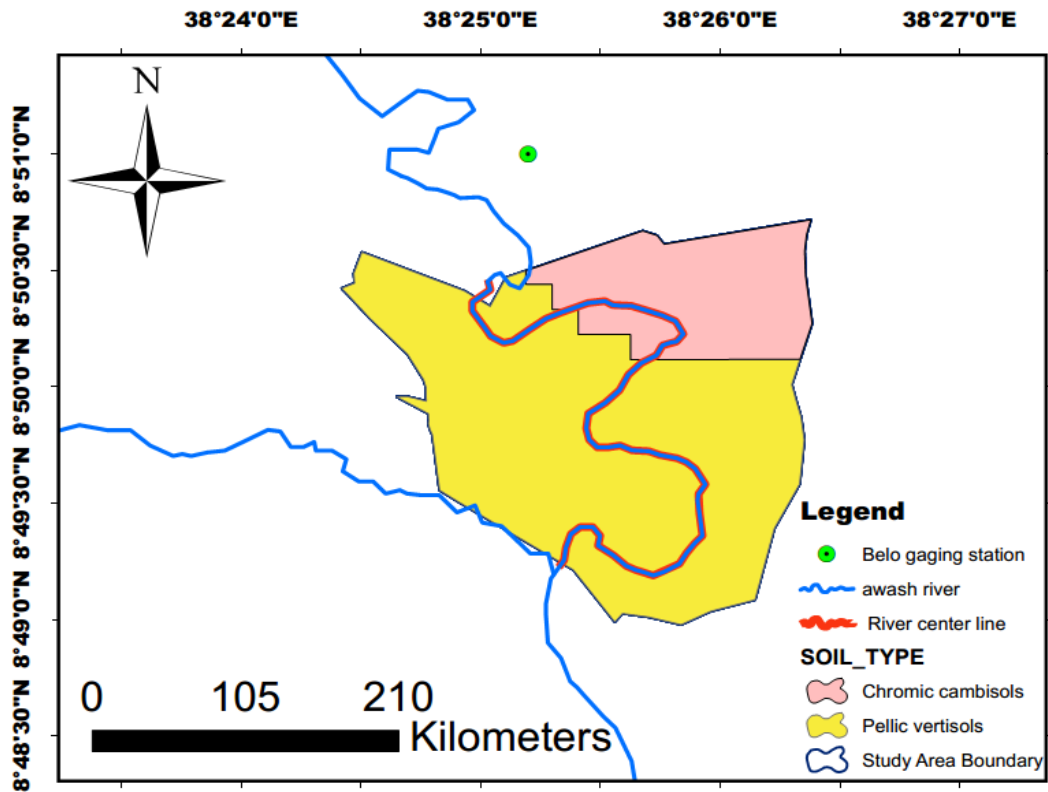 38°24'0"E 38°25'0"E 38°26'0"E 38°27'0"E
N
8°51'0"N
8°50'30"N
8°50'0"N
8°49'30"N
8°49'0"N
8°48'30"N
Legend
Belo gaging station
awash river
River center line
SOIL_TYPE
Chromic cambisols
Pellic vertisols
Study Area Boundary
0 105 210
Kilometers